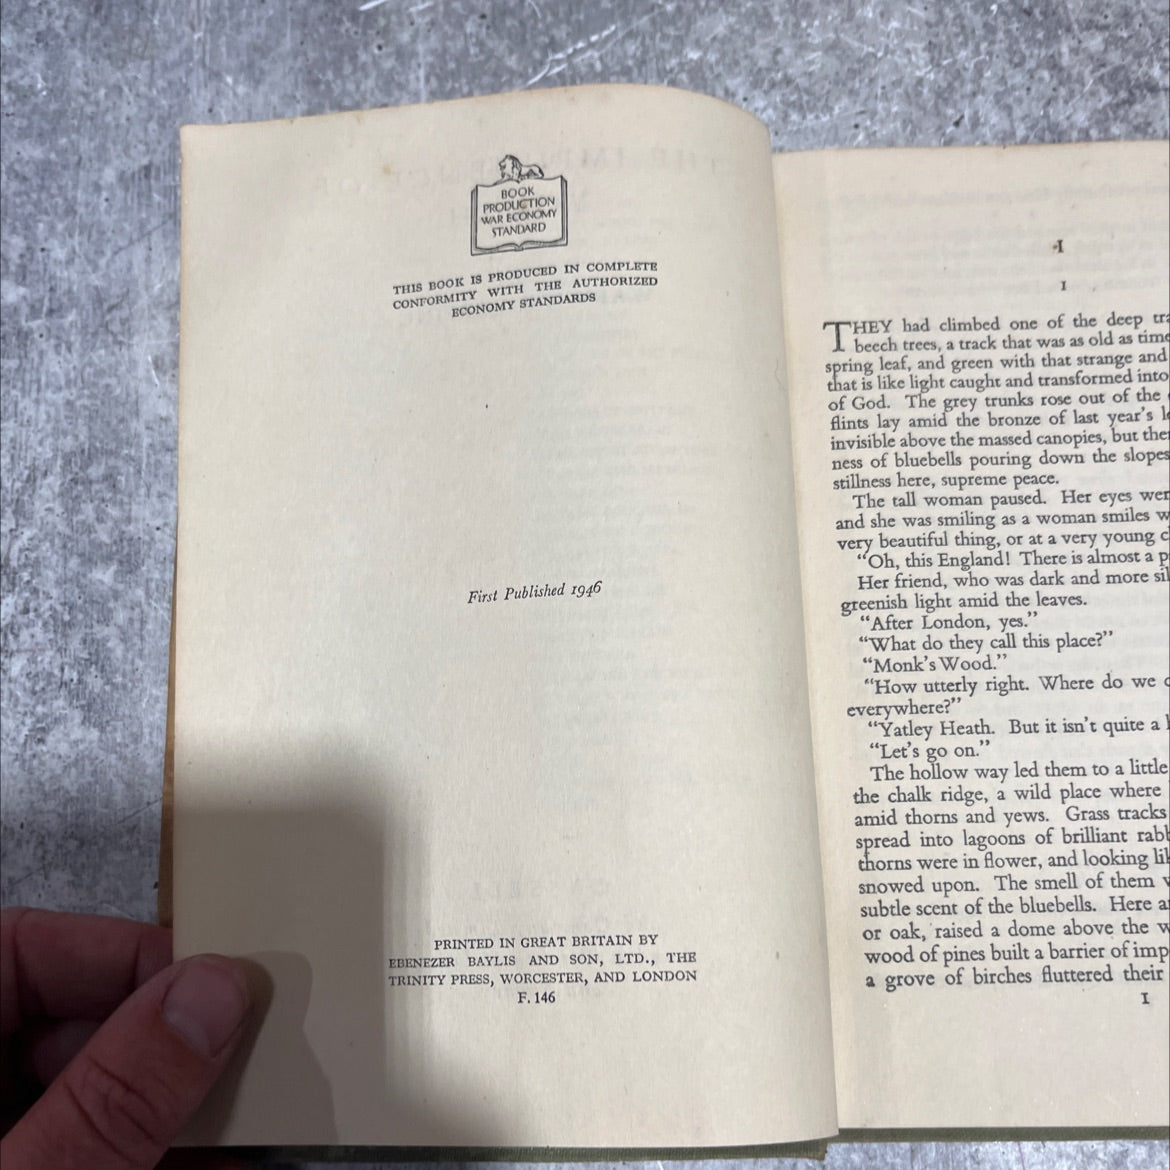 BOOK
PRODUCTION
WAR ECONOMY
STANDARD
THIS BOOK IS PRODUCED IN COMPLETE
CONFORMITY WITH THE AUTHORIZED
ECONOMY STANDARDS
First Published 1946
PRINTED IN GREAT BRITAIN BY
EBENEZER BAYLIS AND SON, LTD., THE
TRINITY PRESS, WORCESTER, AND LONDON
F. 146
I
I
THEY had climbed one of the deep
beech trees, a track that was as old as time
spring leaf, and green with that strange and
that is like light caught and transformed into
of God. The grey trunks rose out of the
flints lay amid the bronze of last year's
invisible above the massed canopies, but
ness of bluebells pouring down the slopes
stillness here, supreme peace.
The tall woman paused. Her eyes
and she was smiling as a woman smiles
very beautiful thing, or at a very young
"Oh, this England! There is almost a
Her friend, who was dark and more
greenish light amid the leaves.
"After London, yes."
"What do they call this place?"
"Monk's Wood."
"How utterly right. Where do we
everywhere?"
"Yatley Heath. But it isn't quite a
"Let's go on."
The hollow way led them to a little
the chalk ridge, a wild place where
amid thorns and yews. Grass tracks
spread into lagoons of brilliant
thorns were in flower, and looking
snowed upon. The smell of them
subtle scent of the bluebells. Here
or oak, raised a dome above the
wood of pines built a barrier of
a grove of birches fluttered their
I